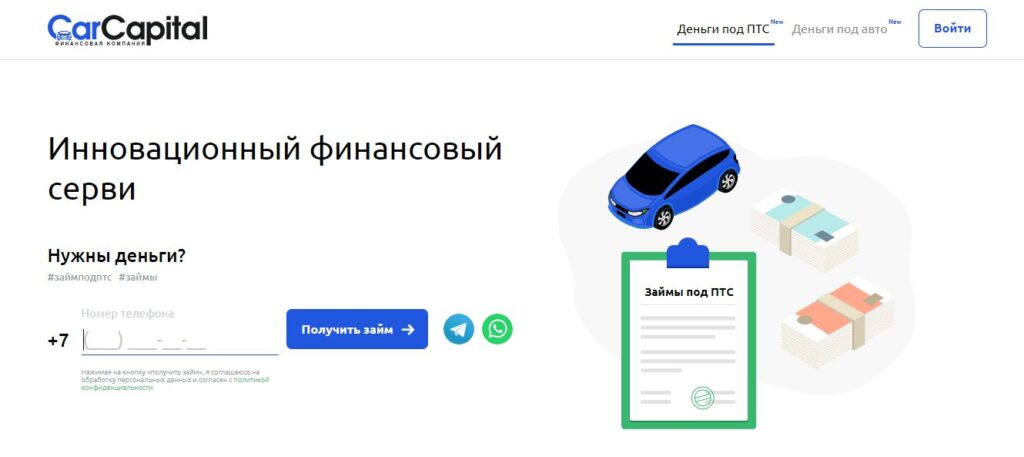 CarCapital
ФИНАНСОВАЯ КОМПАНИЯ
Деньги под ПТС New
Деньги под авто New
Войти
Инновационный финансовый
серви
Нужны деньги?
#займподптс #займы
Номер телефона
+7 (___) ___-__-__
Получить займ →
Нажимая на кнопку «получить займ», я соглашаюсь на
обработку персональных данных и согласен с политикой
конфиденциальности
Займы под ПТС